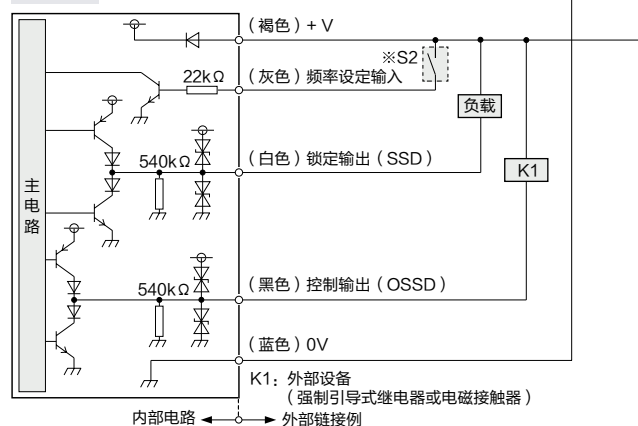 （褐色）+ V
※S2
22kΩ
（灰色）频率设定输入
负载
540kΩ
（白色）锁定输出（SSD）
K1
主电路
540kΩ
（黑色）控制输出（OSSD）
（蓝色）0V
K1：外部设备
（强制引导式继电器或电磁接触器）
内部电路
外部链接例